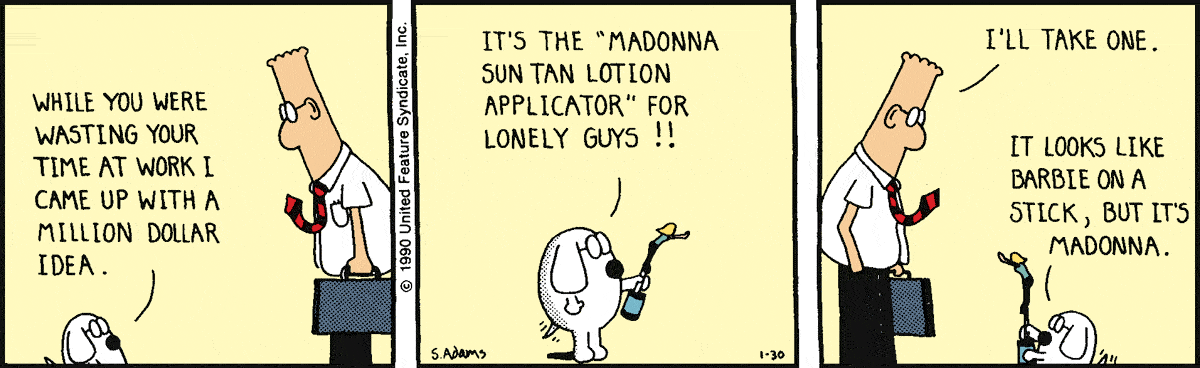 WHILE YOU WERE
WASTING YOUR
TIME AT WORK I
CAME UP WITH A
MILLION DOLLAR
IDEA.
© 1990 United Feature Syndicate, Inc.
IT'S THE "MADONNA
SUN TAN LOTION
APPLICATOR" FOR
LONELY GUYS !!
S.Adams
1-30
I'LL TAKE ONE.
IT LOOKS LIKE
BARBIE ON A
STICK, BUT IT'S
MADONNA.